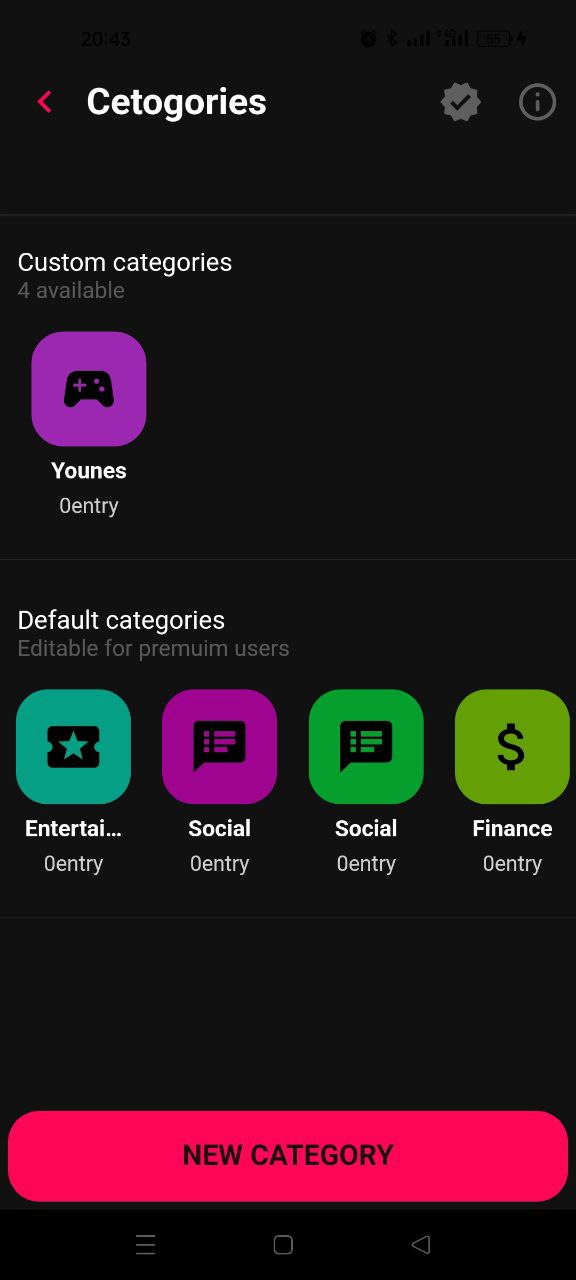 20:43
4G
55
Cetogories
Custom categories
4 available
Younes
0entry
Default categories
Editable for premuim users
Entertai... Social Social Finance
0entry 0entry 0entry 0entry
NEW CATEGORY